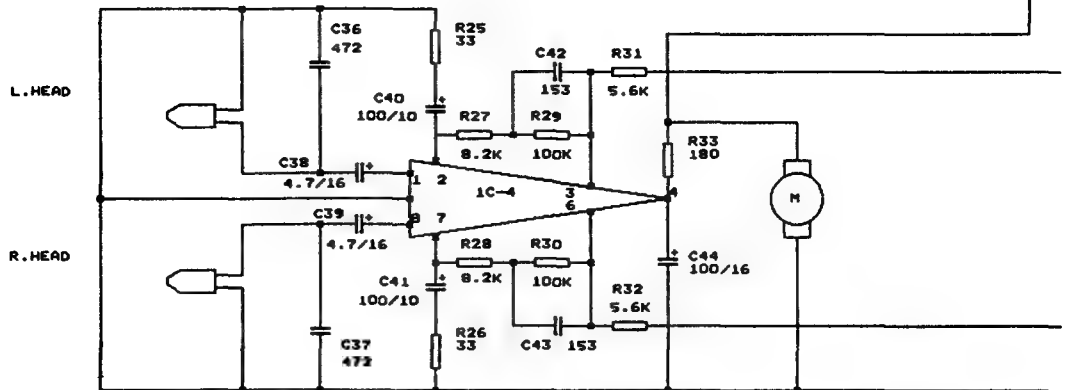 C36
472
R25
33
C42
153
R31
5.6K
L.HEAD
C40
100/10
R27
8.2K
R29
100K
R33
180
C38
4.7/16
1
2
1C-4
3
6
4
M
C39
4.7/16
8
7
R.HEAD
R28
8.2K
R30
100K
C44
100/16
C41
100/10
R32
5.6K
C37
472
R26
33
C43
153